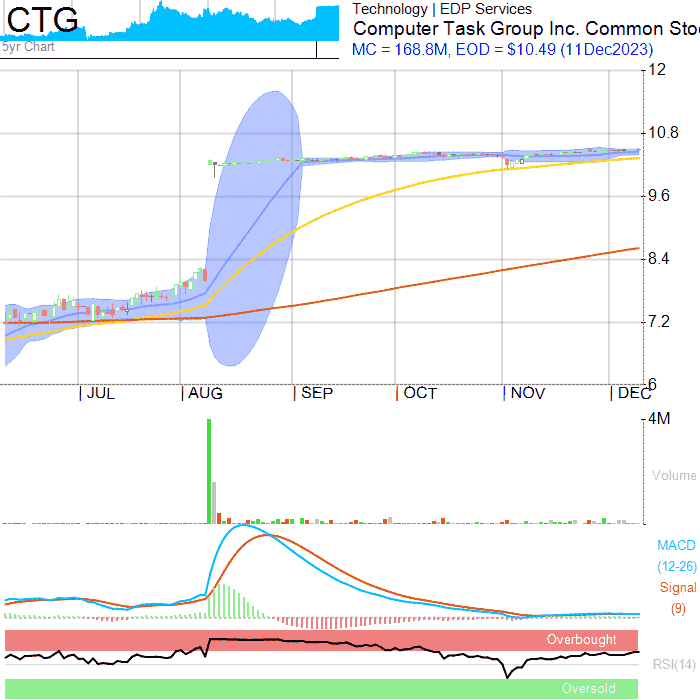 CTG
5yr Chart
Technology | EDP Services
Computer Task Group Inc. Common Sto
MC = 168.8M, EOD = $10.49 (11Dec2023)
12
10.8
9.6
8.4
7.2
6
JUL AUG SEP OCT NOV DEC
4M
Volume
MACD
(12-26)
Signal
(9)
Overbought
RSI(14)
Oversold